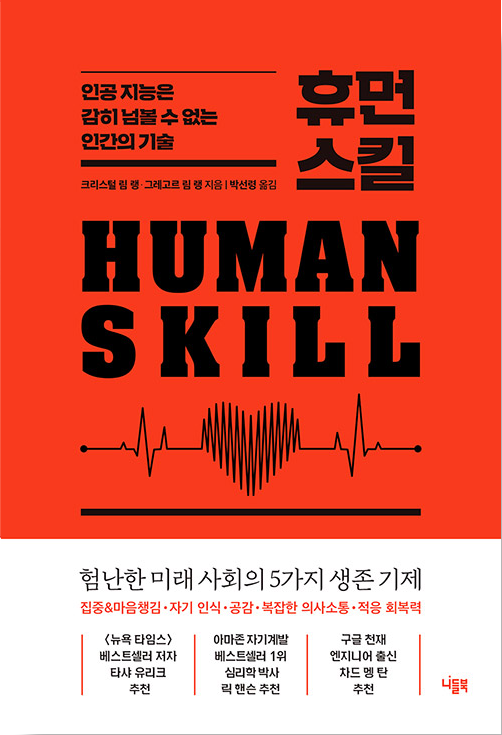 인공 지능은
감히 넘볼 수 없는
인간의 기술
휴먼
스킬
크리스털 림 랭·그레고르 림 랭 지음 | 박선령 옮김
HUMAN
SKILL
험난한 미래 사회의 5가지 생존 기제
집중&마음챙김·자기 인식·공감·복잡한 의사소통·적응 회복력
〈뉴욕 타임스〉
베스트셀러 저자
타샤 유리크
추천
아마존 자기계발
베스트셀러 1위
심리학 박사
릭 핸슨 추천
구글 천재
엔지니어 출신
차드 멩 탄
추천
니들북